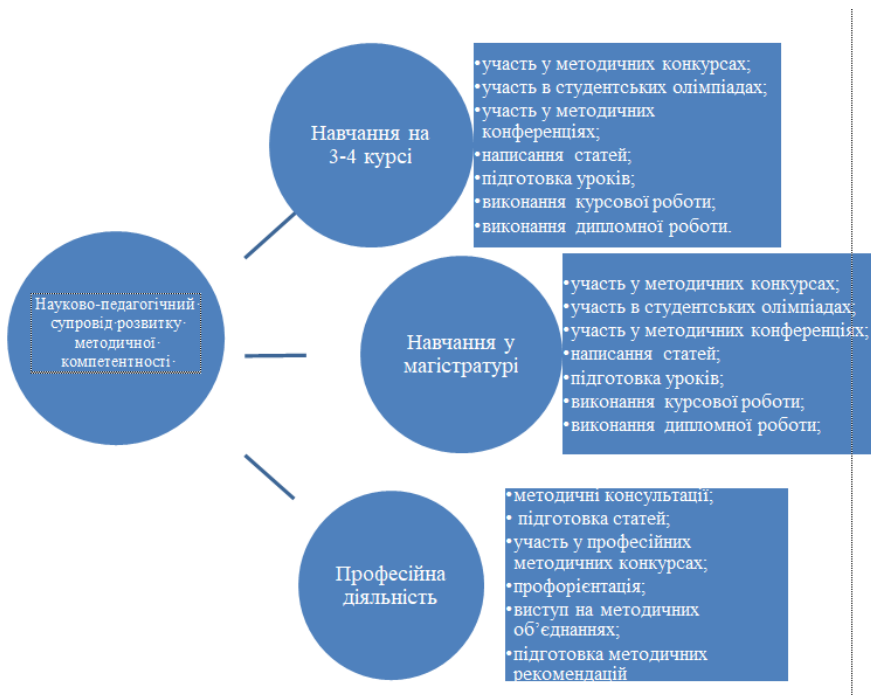 Навчання на
3-4 курсі
•участь у методичних конкурсах;
•участь в студентських олімпіадах;
•участь у методичних
конференціях;
•написання статей;
•підготовка уроків;
•виконання курсової роботи;
•виконання дипломної роботи.
Науково-педагогічний·
супровід·розвитку·
методичної·
компетентності·
Навчання у
магістратурі
•участь у методичних конкурсах;
•участь в студентських олімпіадах;
•участь у методичних конференціях;
•написання статей;
•підготовка уроків;
•виконання курсової роботи;
•виконання дипломної роботи;
Професійна
діяльність
•методичні консультації;
• підготовка статей;
•участь у професійних
методичних конкурсах;
•профорієнтація;
•виступ на методичних
об’єднаннях;
•підготовка методичних
рекомендацій